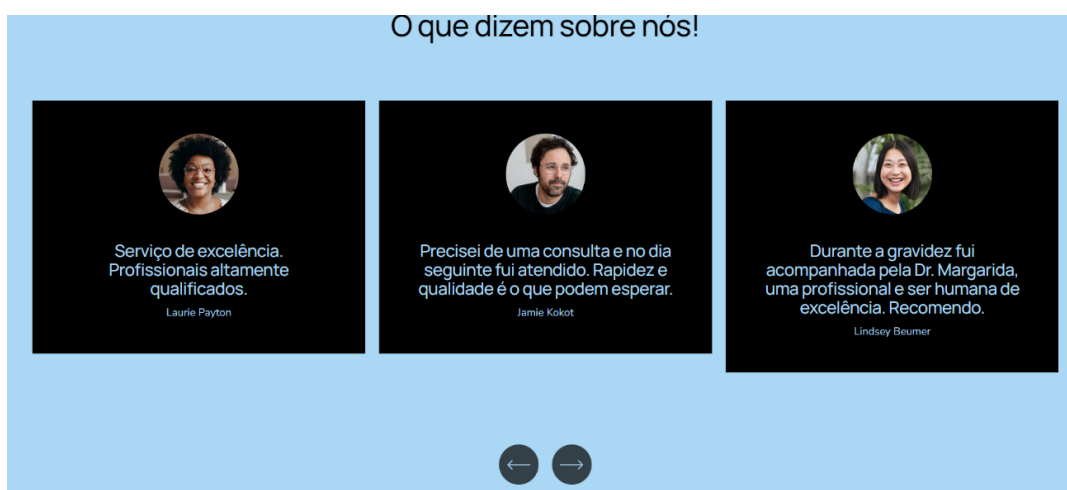 O que dizem sobre nós!
Serviço de excelência.
Profissionais altamente
qualificados.
Laurie Payton
Precisei de uma consulta e no dia
seguinte fui atendido. Rapidez e
qualidade é o que podem esperar.
Jamie Kokot
Durante a gravidez fui
acompanhada pela Dr. Margarida,
uma profissional e ser humana de
excelência. Recomendo.
Lindsey Beumer